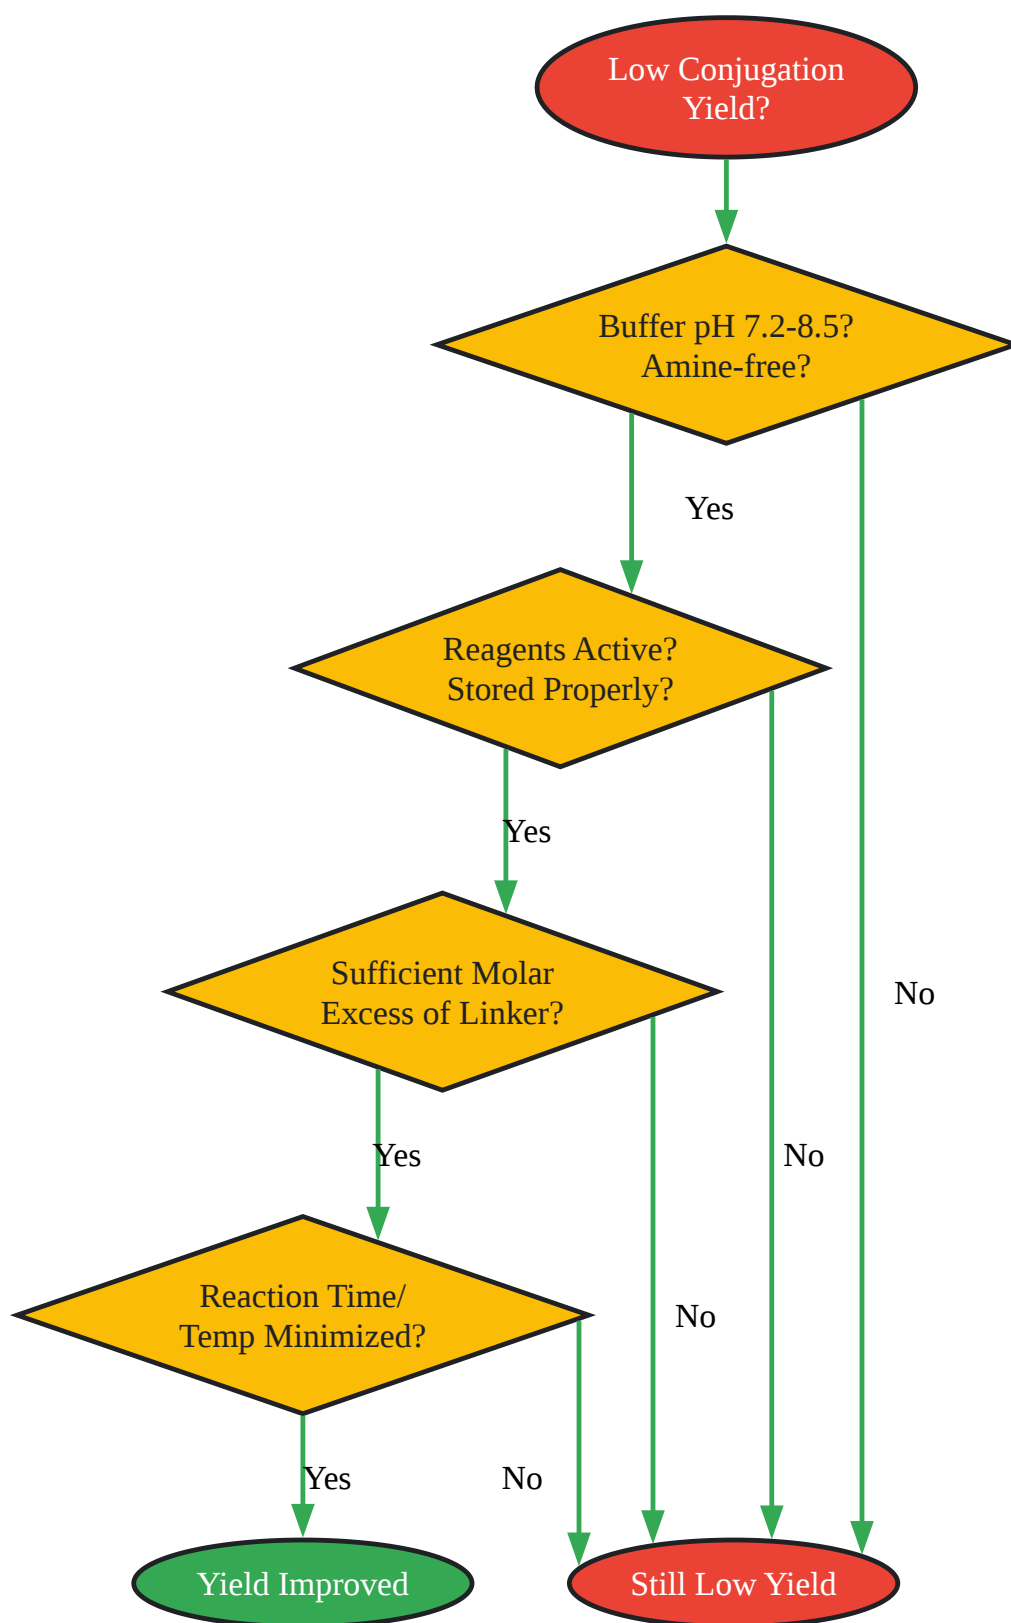 Low Conjugation
Yield?
Buffer pH 7.2-8.5?
Amine-free?
Yes
Reagents Active?
Stored Properly?
Yes
Sufficient Molar
Excess of Linker?
No
Yes
No
Reaction Time/
Temp Minimized?
No
Yes
No
Yield Improved
Still Low Yield